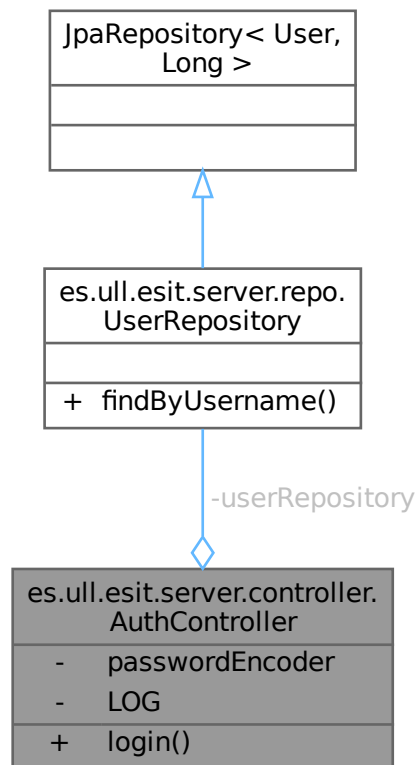 JpaRepository< User,
Long >
es.ull.esit.server.repo.
UserRepository
+ findByUsername()
-userRepository
es.ull.esit.server.controller.
AuthController
- passwordEncoder
- LOG
+ login()